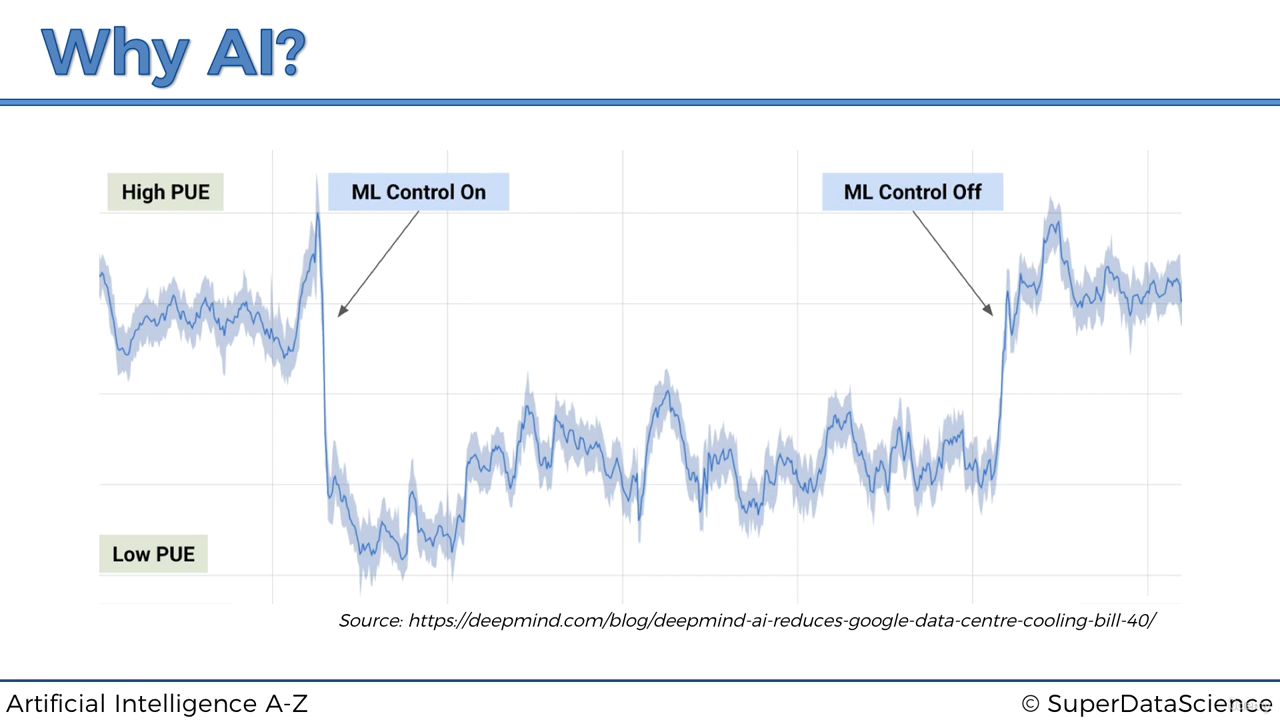 Why AI?
High PUE
ML Control On
ML Control Off
Low PUE
Source: https://deepmind.com/blog/deepmind-ai-reduces-google-data-centre-cooling-bill-40/
Artificial Intelligence A-Z
© SuperDataScience